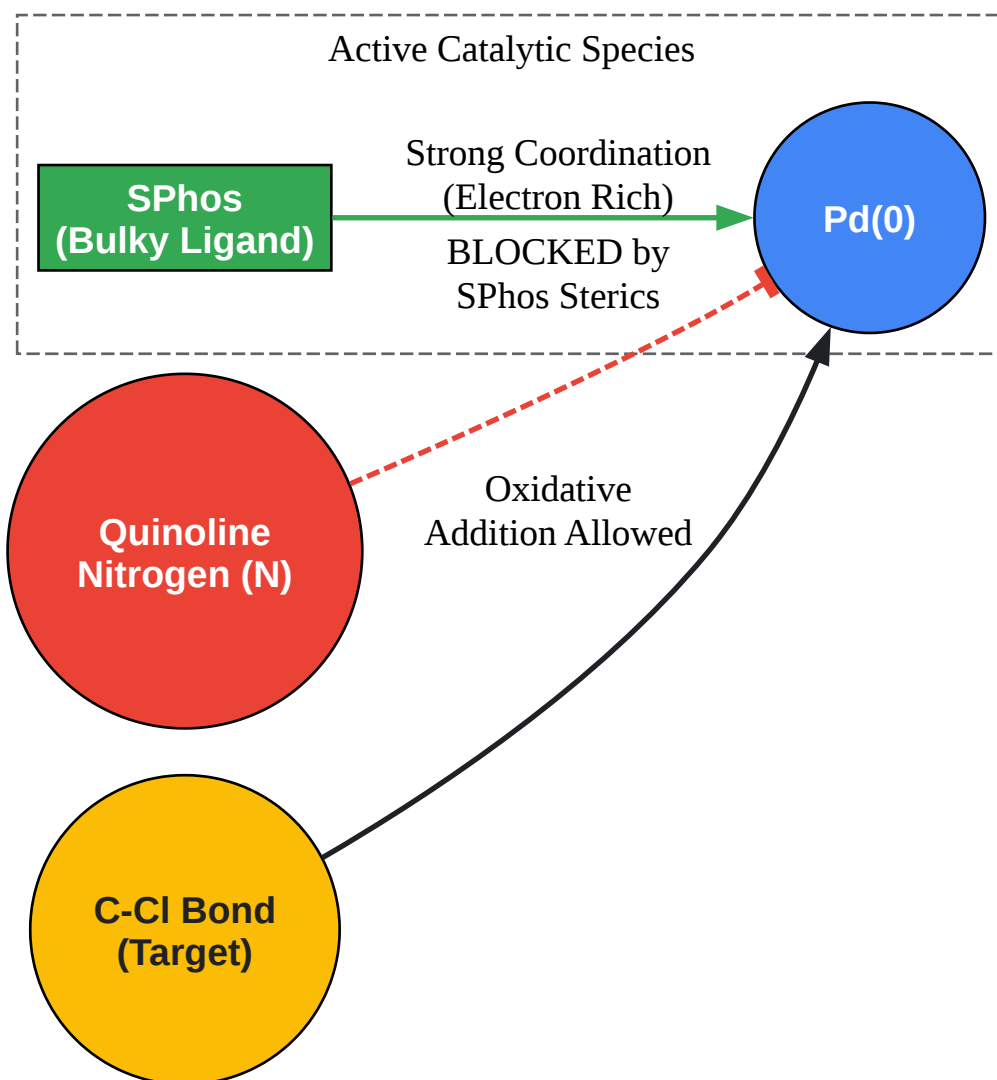 Active Catalytic Species
SPhos
(Bulky Ligand)
Strong Coordination
(Electron Rich)
BLOCKED by
SPhos Sterics
Pd(0)
Quinoline
Nitrogen (N)
Oxidative
Addition Allowed
C-Cl Bond
(Target)